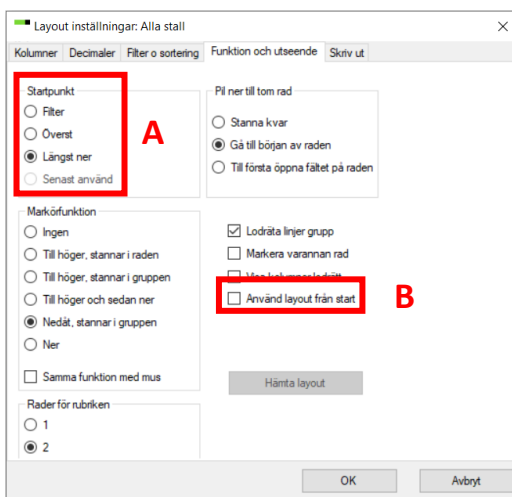 Layout inställningar: Alla stall
Kolumner Decimaler Filter o sortering Funktion och utseende Skriv ut
Startpunkt
Filter
Överst
Längst ner
Senast använd
A
Pil ner till tom rad
Stanna kvar
Gå till början av raden
Till första öppna fältet på raden
Markörfunktion
Ingen
Till höger, stannar i raden
Till höger, stannar i gruppen
Till höger och sedan ner
Nedåt, stannar i gruppen
Ner
Samma funktion med mus
Lodräta linjer grupp
Markera varannan rad
Använd layout från start
B
Hämta layout
Rader för rubriken
1
2
OK Avbryt